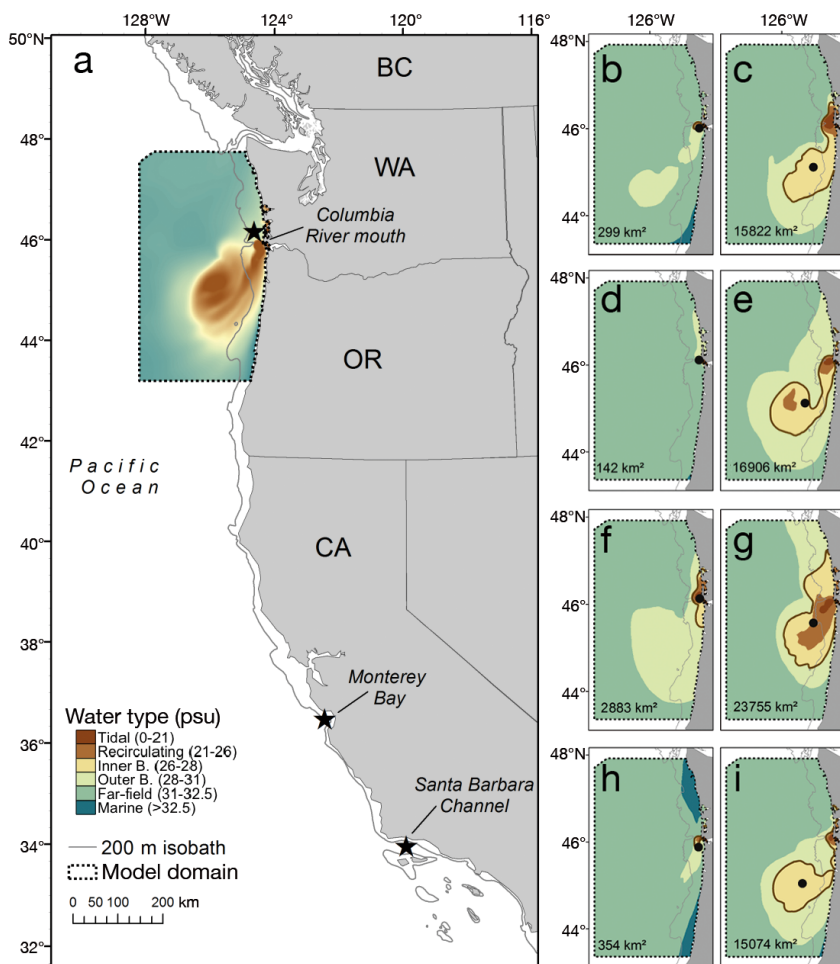 128°W 124° 120° 116°
50°N
48°
46°
44°
42°
40°
38°
36°
34°
32°
a
BC
WA
Columbia
River mouth
OR
Pacific
Ocean
CA
Monterey
Bay
Santa Barbara
Channel
Water type (psu)
Tidal (0-21)
Recirculating (21-26)
Inner B. (26-28)
Outer B. (28-31)
Far-field (31-32.5)
Marine (>32.5)
200 m isobath
Model domain
0 50 100 200 km
126°W 126°W
48°N
46°
44°
b
299 km²
c
15822 km²
48°N
46°
44°
d
142 km²
e
16906 km²
48°N
46°
44°
f
2883 km²
g
23755 km²
48°N
46°
44°
h
354 km²
i
15074 km²